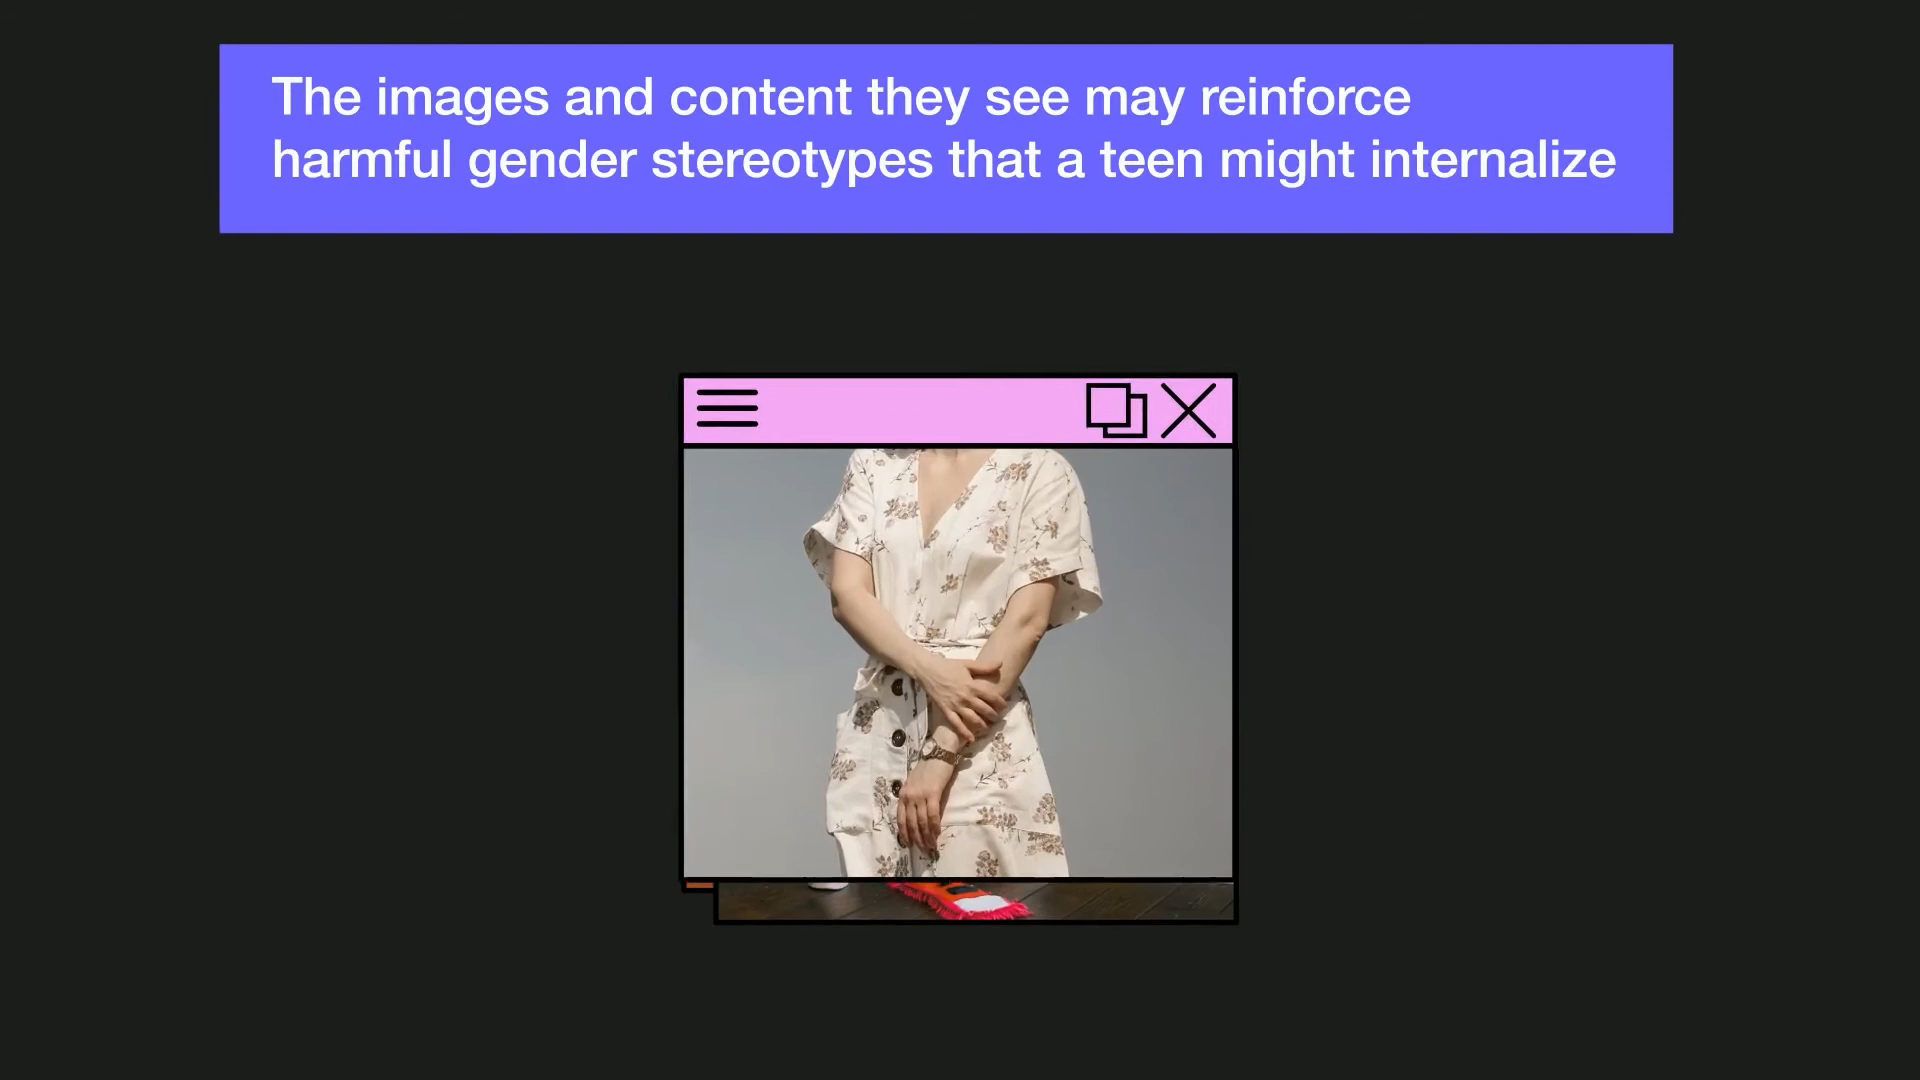 The images and content they see may reinforce
harmful gender stereotypes that a teen might internalize